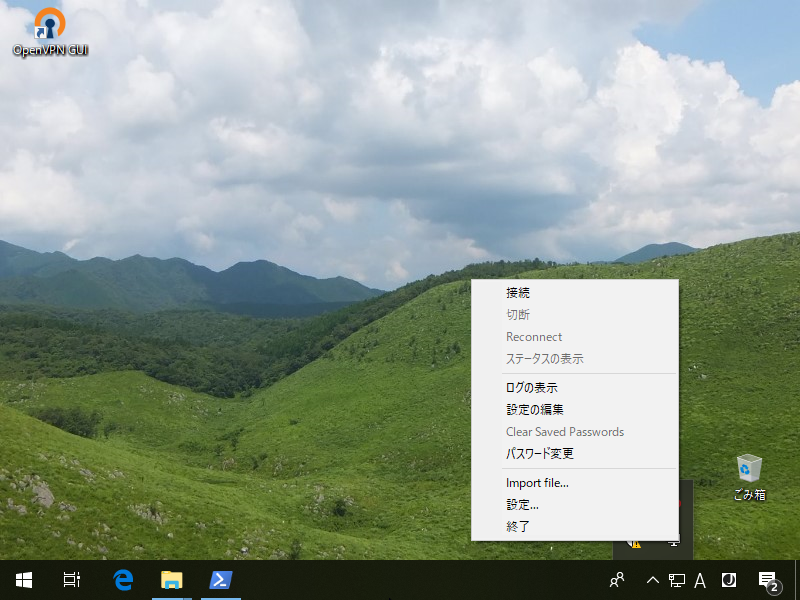 OpenVPN GUI
接続
切断
Reconnect
ステータスの表示
ログの表示
設定の編集
Clear Saved Passwords
パスワード変更
Import file...
設定...
終了
ごみ箱
A
2